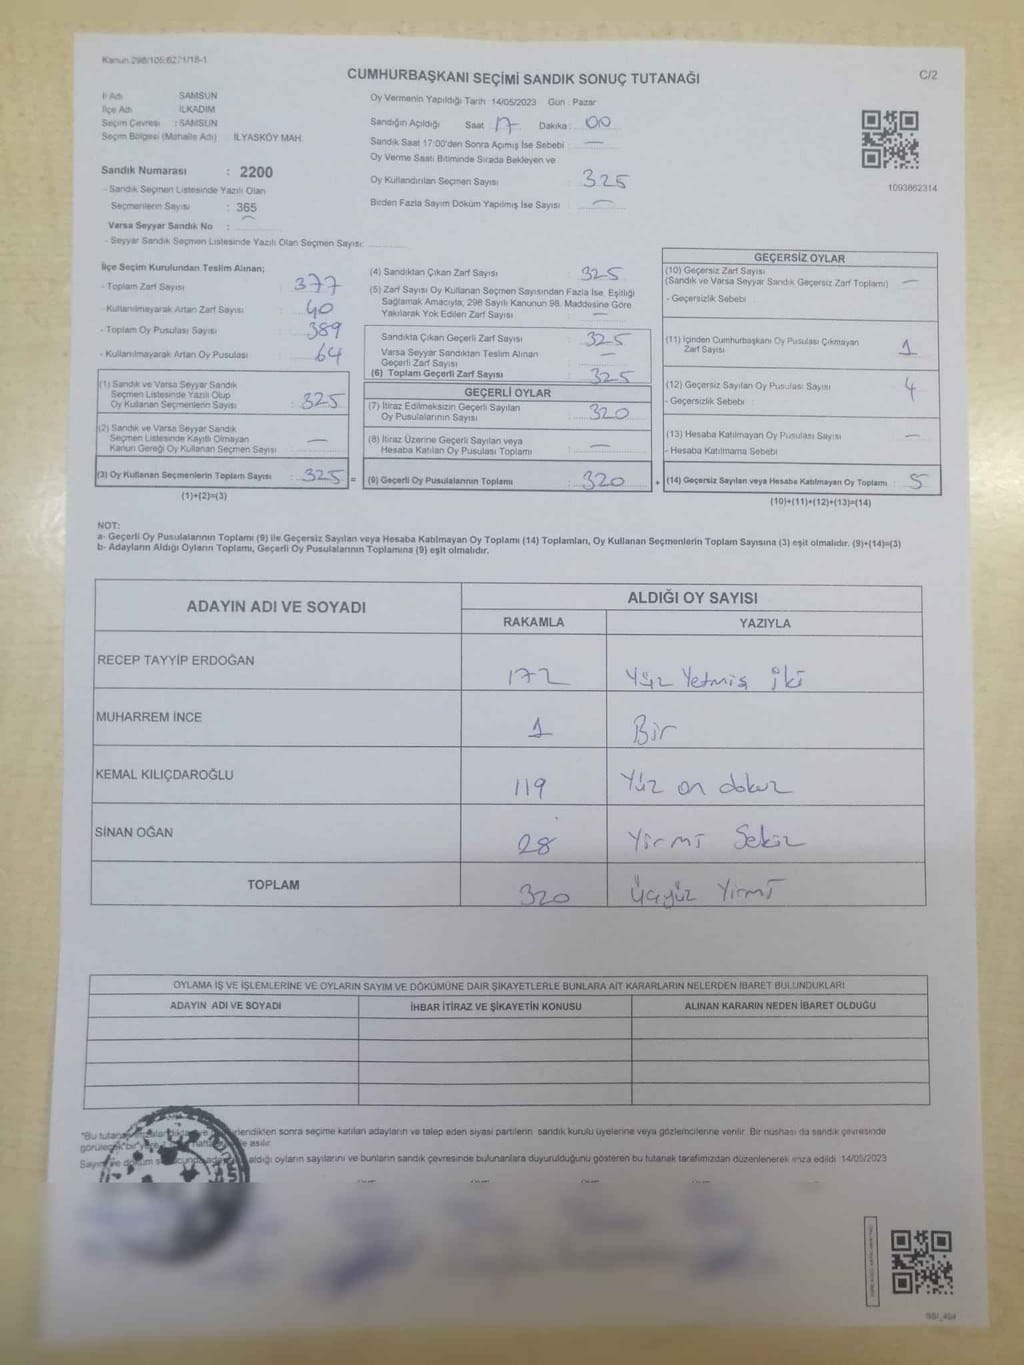 Kanun.298/105,6271/18-1
CUMHURBAŞKANI SEÇİMİ SANDIK SONUÇ TUTANAĞI
C/2
İl Adı SAMSUN
İlçe Adı İLKADIM
Seçim Çevresi : SAMSUN
Seçim Bölgesi (Mahalle Adı) İLYASKÖY MAH.
Sandık Numarası : 2200
- Sandık Seçmen Listesinde Yazılı Olan
Seçmenlerin Sayısı : 365
Varsa Seyyar Sandık No :
- Seyyar Sandık Seçmen Listesinde Yazılı Olan Seçmen Sayısı:
Oy Vermenin Yapıldığı Tarih :14/05/2023 Gün : Pazar
Sandığın Açıldığı Saat 17 Dakika : 00
Sandık Saat 17:00'den Sonra Açımış İse Sebebi : —
Oy Verme Saati Bitiminde Sırada Bekleyen ve
Oy Kullandırılan Seçmen Sayısı : 325
Birden Fazla Sayım Döküm Yapılmış İse Sayısı : —
1093862314
İlçe Seçim Kurulundan Teslim Alınan;
- Toplam Zarf Sayısı : 377
- Kullanılmayarak Artan Zarf Sayısı : 40
- Toplam Oy Pusulası Sayısı : 389
- Kullanılmayarak Artan Oy Pusulası : 64
(1) Sandık ve Varsa Seyyar Sandık
Seçmen Listesinde Yazılı Olup
Oy Kullanan Seçmenlerin Sayısı : 325
(2) Sandık ve Varsa Seyyar Sandık
Seçmen Listesinde Kayıtlı Olmayan
Kanun Gereği Oy Kullanan Seçmen Sayısı : —
(3) Oy Kullanan Seçmenlerin Toplam Sayısı : 325 =
(1)+(2)=(3)
(4) Sandıktan Çıkan Zarf Sayısı : 325
(5) Zarf Sayısı Oy Kullanan Seçmen Sayısından Fazla İse, Eşitliği
Sağlamak Amacıyla, 298 Sayılı Kanunun 98. Maddesine Göre
Yakılarak Yok Edilen Zarf Sayısı : —
Sandıkta Çıkan Geçerli Zarf Sayısı : 325
Varsa Seyyar Sandıktan Teslim Alınan
Geçerli Zarf Sayısı : —
(6) Toplam Geçerli Zarf Sayısı : 325
GEÇERLİ OYLAR
(7) İtiraz Edilmeksizin Geçerli Sayılan
Oy Pusulalarının Sayısı : 320
(8) İtiraz Üzerine Geçerli Sayılan veya
Hesaba Katılan Oy Pusulası Toplamı : —
(9) Geçerli Oy Pusulalarının Toplamı : 320 +
GEÇERSİZ OYLAR
(10) Geçersiz Zarf Sayısı
(Sandık ve Varsa Seyyar Sandık Geçersiz Zarf Toplamı) : —
- Geçersizlik Sebebi :
(11) İçinden Cumhurbaşkanı Oy Pusulası Çıkmayan
Zarf Sayısı : 1
(12) Geçersiz Sayılan Oy Pusulası Sayısı : 4
- Geçersizlik Sebebi :
(13) Hesaba Katılmayan Oy Pusulası Sayısı : —
- Hesaba Katılmama Sebebi
(14) Geçersiz Sayılan veya Hesaba Katılmayan Oy Toplamı : 5
(10)+(11)+(12)+(13)=(14)
NOT:
a- Geçerli Oy Pusulalarının Toplamı (9) ile Geçersiz Sayılan veya Hesaba Katılmayan Oy Toplamı (14) Toplamları, Oy Kullanan Seçmenlerin Toplam Sayısına (3) eşit olmalıdır. (9)+(14)=(3)
b- Adayların Aldığı Oyların Toplamı, Geçerli Oy Pusulalarının Toplamına (9) eşit olmalıdır.
ADAYIN ADI VE SOYADI
ALDIĞI OY SAYISI
RAKAMLA YAZIYLA
RECEP TAYYİP ERDOĞAN 172 Yüz Yetmiş iki
MUHARREM İNCE 1 Bir
KEMAL KILIÇDAROĞLU 119 Yüz on dokuz
SİNAN OĞAN 28 Yirmi Sekiz
TOPLAM 320 Üçyüz Yirmi
OYLAMA İŞ VE İŞLEMLERİNE VE OYLARIN SAYIM VE DÖKÜMÜNE DAİR ŞİKAYETLERLE BUNLARA AİT KARARLARIN NELERDEN İBARET BULUNDUKLARI
ADAYIN ADI VE SOYADI İHBAR İTİRAZ VE ŞİKAYETİN KONUSU ALINAN KARARIN NEDEN İBARET OLDUĞU
"Bu sonra seçime katılan adayların ve talep eden siyasi partilerin sandık kurulu üyelerine veya gözlemcilerine verilir. Bir nüshası da sandık çevresinde
asılır.
aldığı oyların sayılarını ve bunların sandık çevresinde bulunanlara duyurulduğunu gösteren bu tutanak tarafımızdan düzenlenerek imza edildi. 14/05/2023